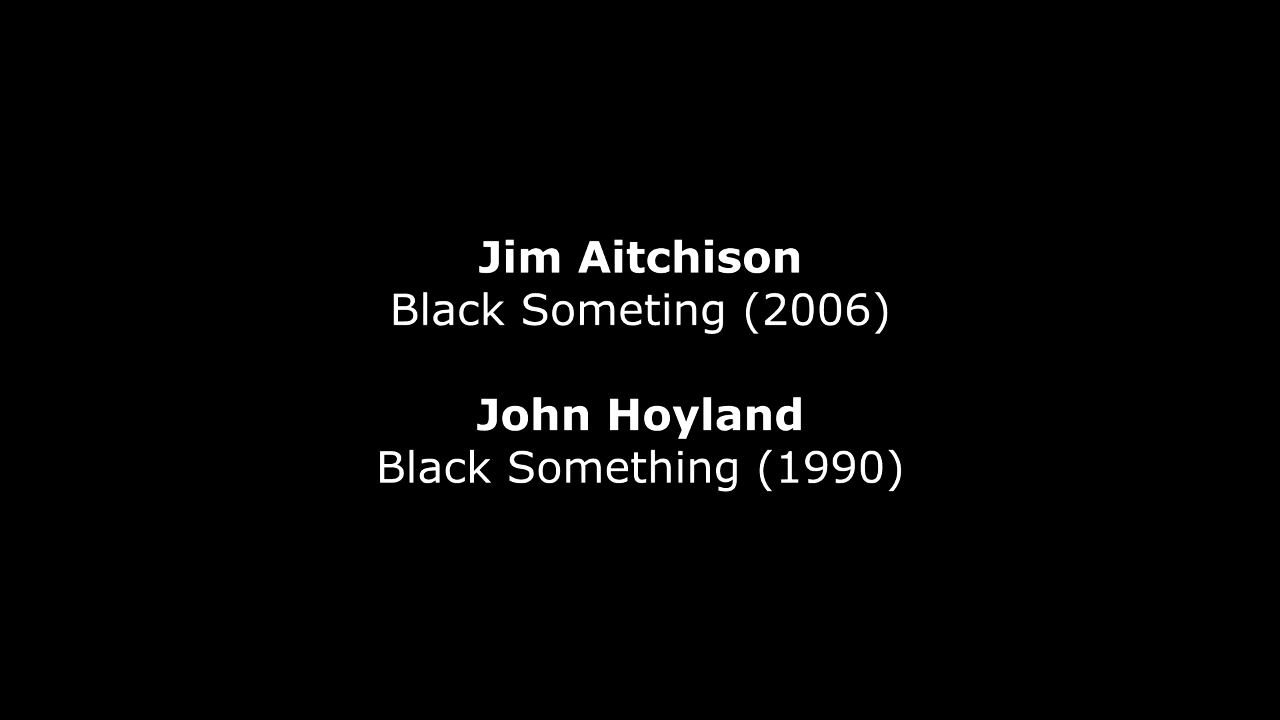 Jim Aitchison
Black Someting (2006)
John Hoyland
Black Something (1990)